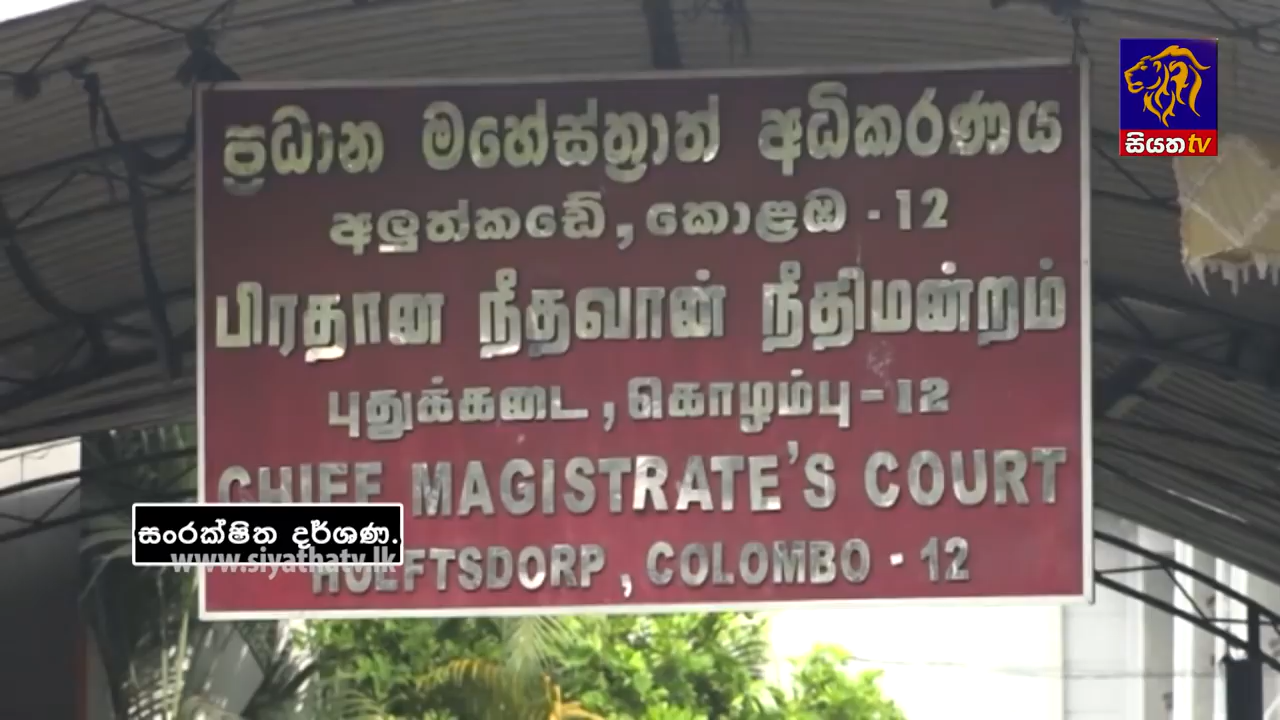 සියත tv
ප්‍රධාන මහේස්ත්‍රාත් අධිකරණය
අලුත්කඩේ, කොළඹ - 12
பிரதான நீதவான் நீதிமன்றம்
புதுக்கடை, கொழும்பு - 12
CHIEF MAGISTRATE'S COURT
සංරක්ෂිත දර්ශණ.
www.siyathatv.lk
HULFTSDORP, COLOMBO - 12